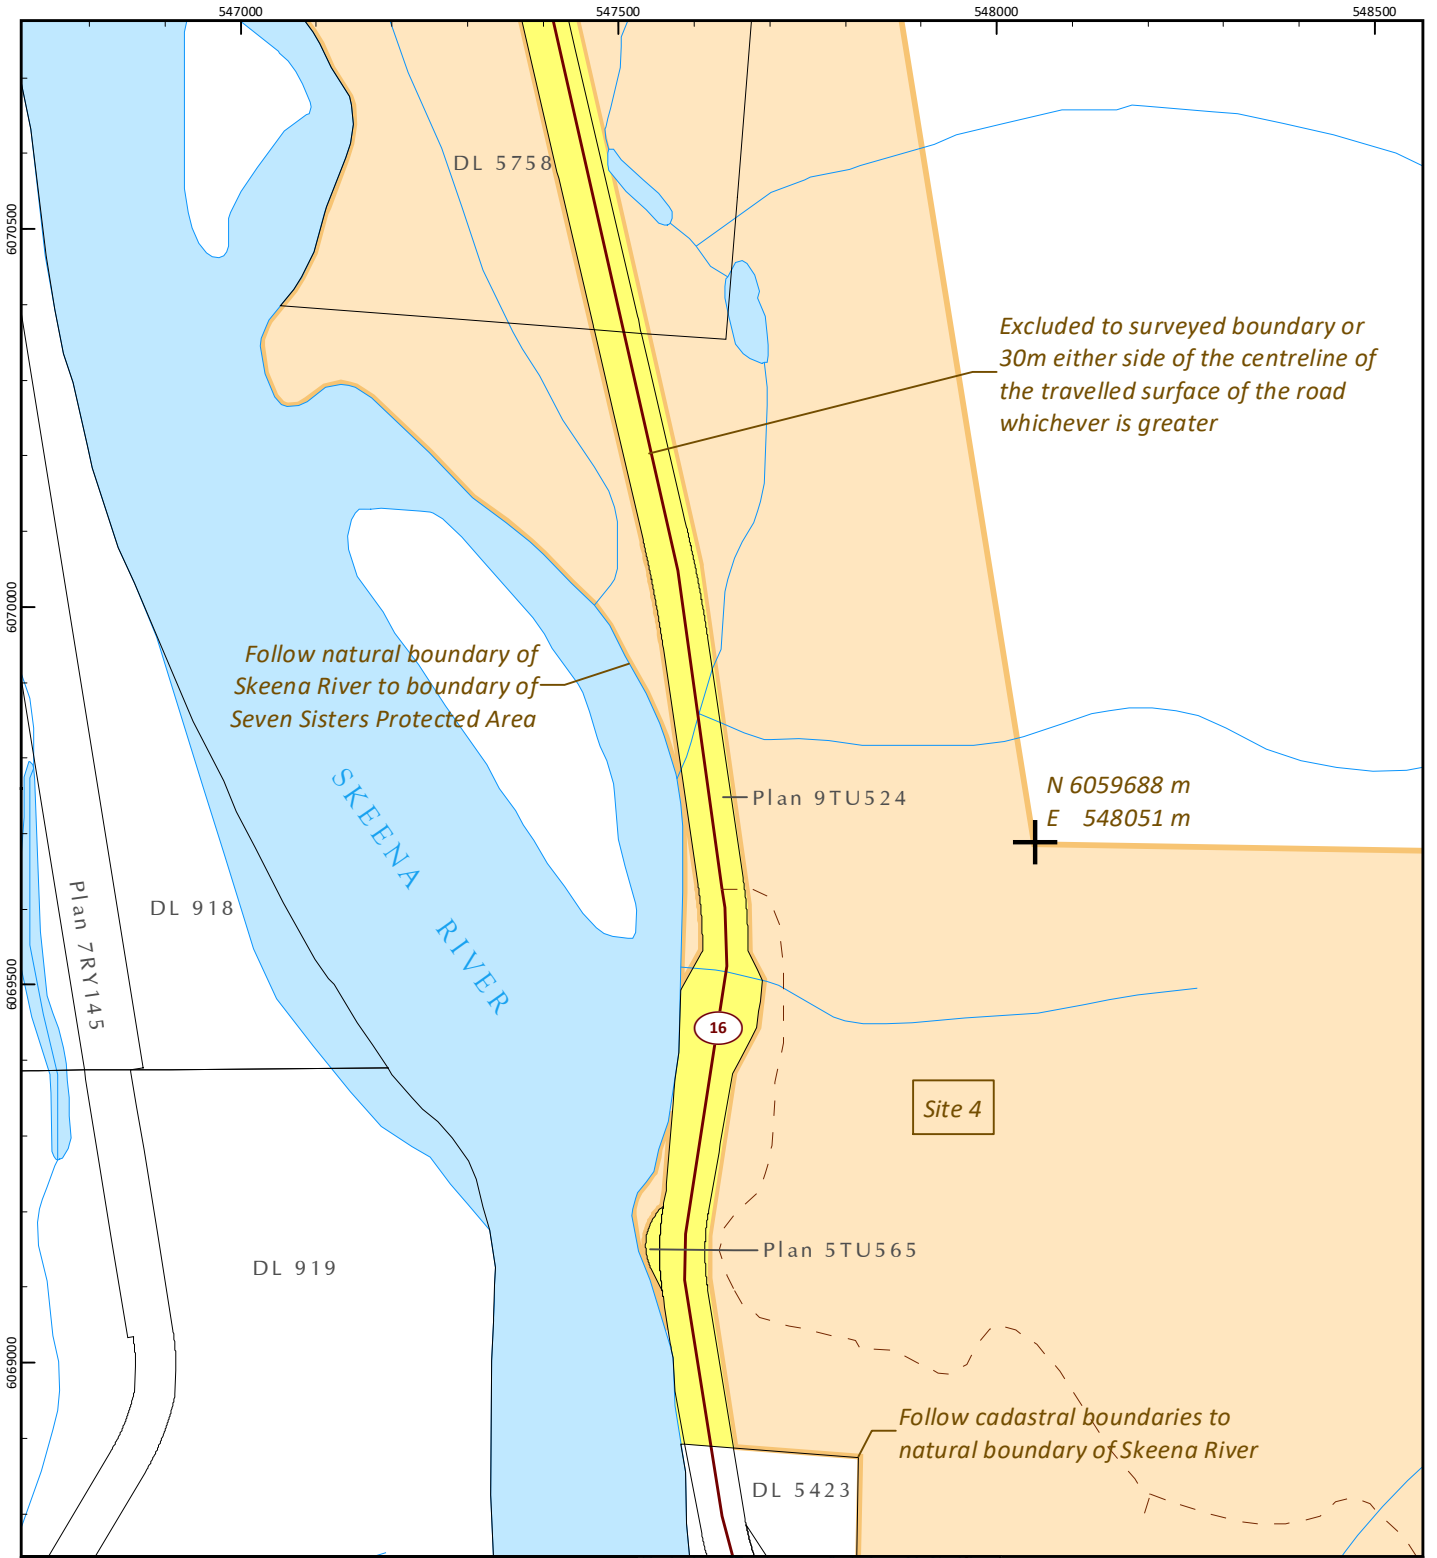 547000
547500
548000
548500
6070500
6070000
6069500
6069000
DL 5758
Excluded to surveyed boundary or
30m either side of the centreline of
the travelled surface of the road
whichever is greater
Follow natural boundary of
Skeena River to boundary of
Seven Sisters Protected Area
SKEENA RIVER
Plan 9TU524
N 6059688 m
E 548051 m
Plan 7RY145
DL 918
16
Site 4
Plan 5TU565
DL 919
Follow cadastral boundaries to
natural boundary of Skeena River
DL 5423